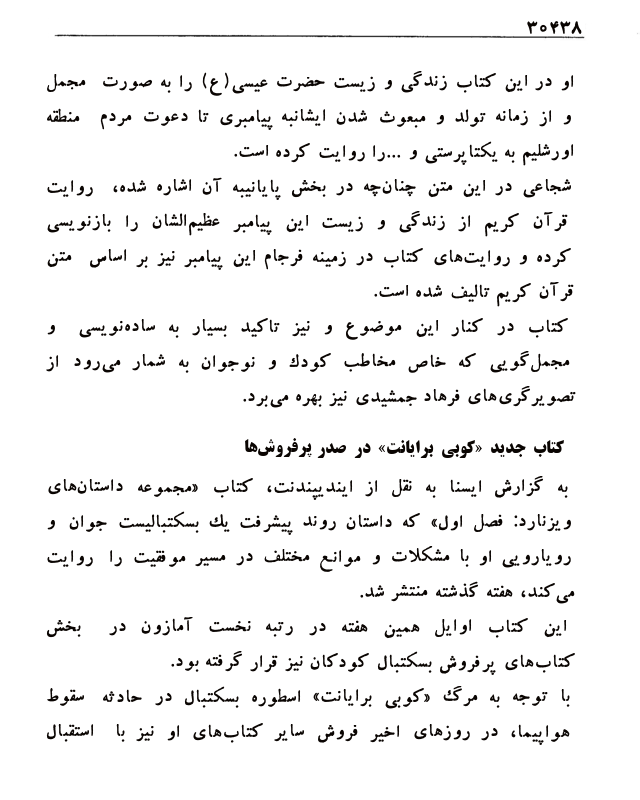 ۳۰۴۳۸
او در این کتاب زندگی و زیست حضرت عیسی(ع) را به صورت مجمل
و از زمانه تولد و مبعوث شدن ایشانبه پیامبری تا دعوت مردم منطقه
اورشلیم به یکتاپرستی و ...را روایت کرده است.
شجاعی در این متن چنان‌چه در بخش پایانیبه آن اشاره شده، روایت
قرآن کریم از زندگی و زیست این پیامبر عظیم‌الشان را بازنویسی
کرده و روایت‌های کتاب در زمینه فرجام این پیامبر نیز بر اساس متن
قرآن کریم تالیف شده است.
کتاب در کنار این موضوع و نیز تاکید بسیار به ساده‌نویسی و
مجمل‌گویی که خاص مخاطب کودك و نوجوان به شمار می‌رود از
تصویرگری‌های فرهاد جمشیدی نیز بهره می‌برد.
کتاب جدید «کوبی برایانت» در صدر پرفروش‌ها
به گزارش ایسنا به نقل از ایندیپندنت، کتاب «مجموعه داستان‌های
ویزنارد: فصل اول» که داستان روند پیشرفت یك بسکتبالیست جوان و
رویارویی او با مشکلات و موانع مختلف در مسیر موفقیت را روایت
می‌کند، هفته گذشته منتشر شد.
این کتاب اوایل همین هفته در رتبه نخست آمازون در بخش
کتاب‌های پرفروش بسکتبال کودکان نیز قرار گرفته بود.
با توجه به مرگ «کوبی برایانت» اسطوره بسکتبال در حادثه سقوط
هواپیما، در روزهای اخیر فروش سایر کتاب‌های او نیز با استقبال